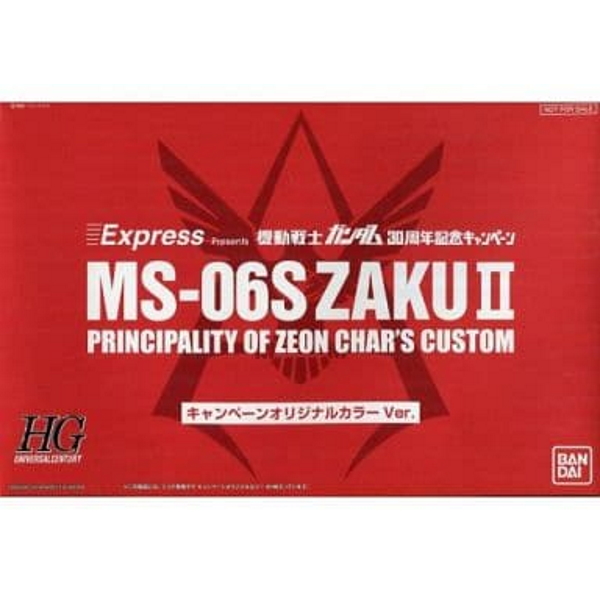 NOT FOR SALE
Express Presents 機動戦士ガンダム 30周年記念キャンペーン
MS-06S ZAKU II
PRINCIPALITY OF ZEON CHAR'S CUSTOM
キャンペーンオリジナルカラー Ver.
HG
UNIVERSAL CENTURY
BAN
DAI